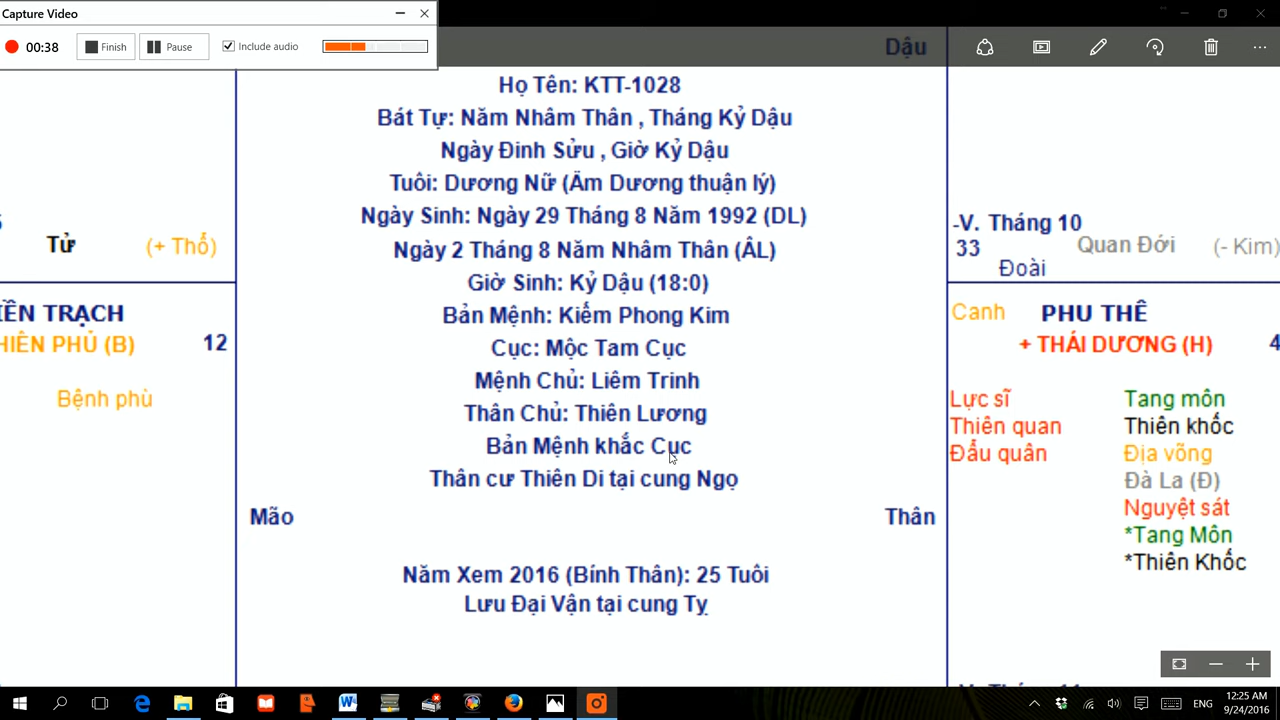 Capture Video
00:38 Finish Pause Include audio
Dậu
Họ Tên: KTT-1028
Bát Tự: Năm Nhâm Thân , Tháng Kỷ Dậu
Ngày Đinh Sửu , Giờ Kỷ Dậu
Tuổi: Dương Nữ (Âm Dương thuận lý)
Ngày Sinh: Ngày 29 Tháng 8 Năm 1992 (DL)
Ngày 2 Tháng 8 Năm Nhâm Thân (ÂL)
Giờ Sinh: Kỷ Dậu (18:0)
Bản Mệnh: Kiếm Phong Kim
Cục: Mộc Tam Cục
Mệnh Chủ: Liêm Trinh
Thân Chủ: Thiên Lương
Bản Mệnh khắc Cục
Thân cư Thiên Di tại cung Ngọ
Mão
Thân
Năm Xem 2016 (Bính Thân): 25 Tuổi
Lưu Đại Vận tại cung Tỵ
Tử (+ Thổ)
IỀN TRẠCH
HIÊN PHỦ (B) 12
Bệnh phù
-V. Tháng 10
33 Quan Đới (- Kim)
Đoài
Canh PHU THÊ
+ THÁI DƯƠNG (H) 4
Lực sĩ Tang môn
Thiên quan Thiên khốc
Đẩu quân Địa võng
Đà La (Đ)
Nguyệt sát
*Tang Môn
*Thiên Khốc
ENG
12:25 AM
9/24/2016